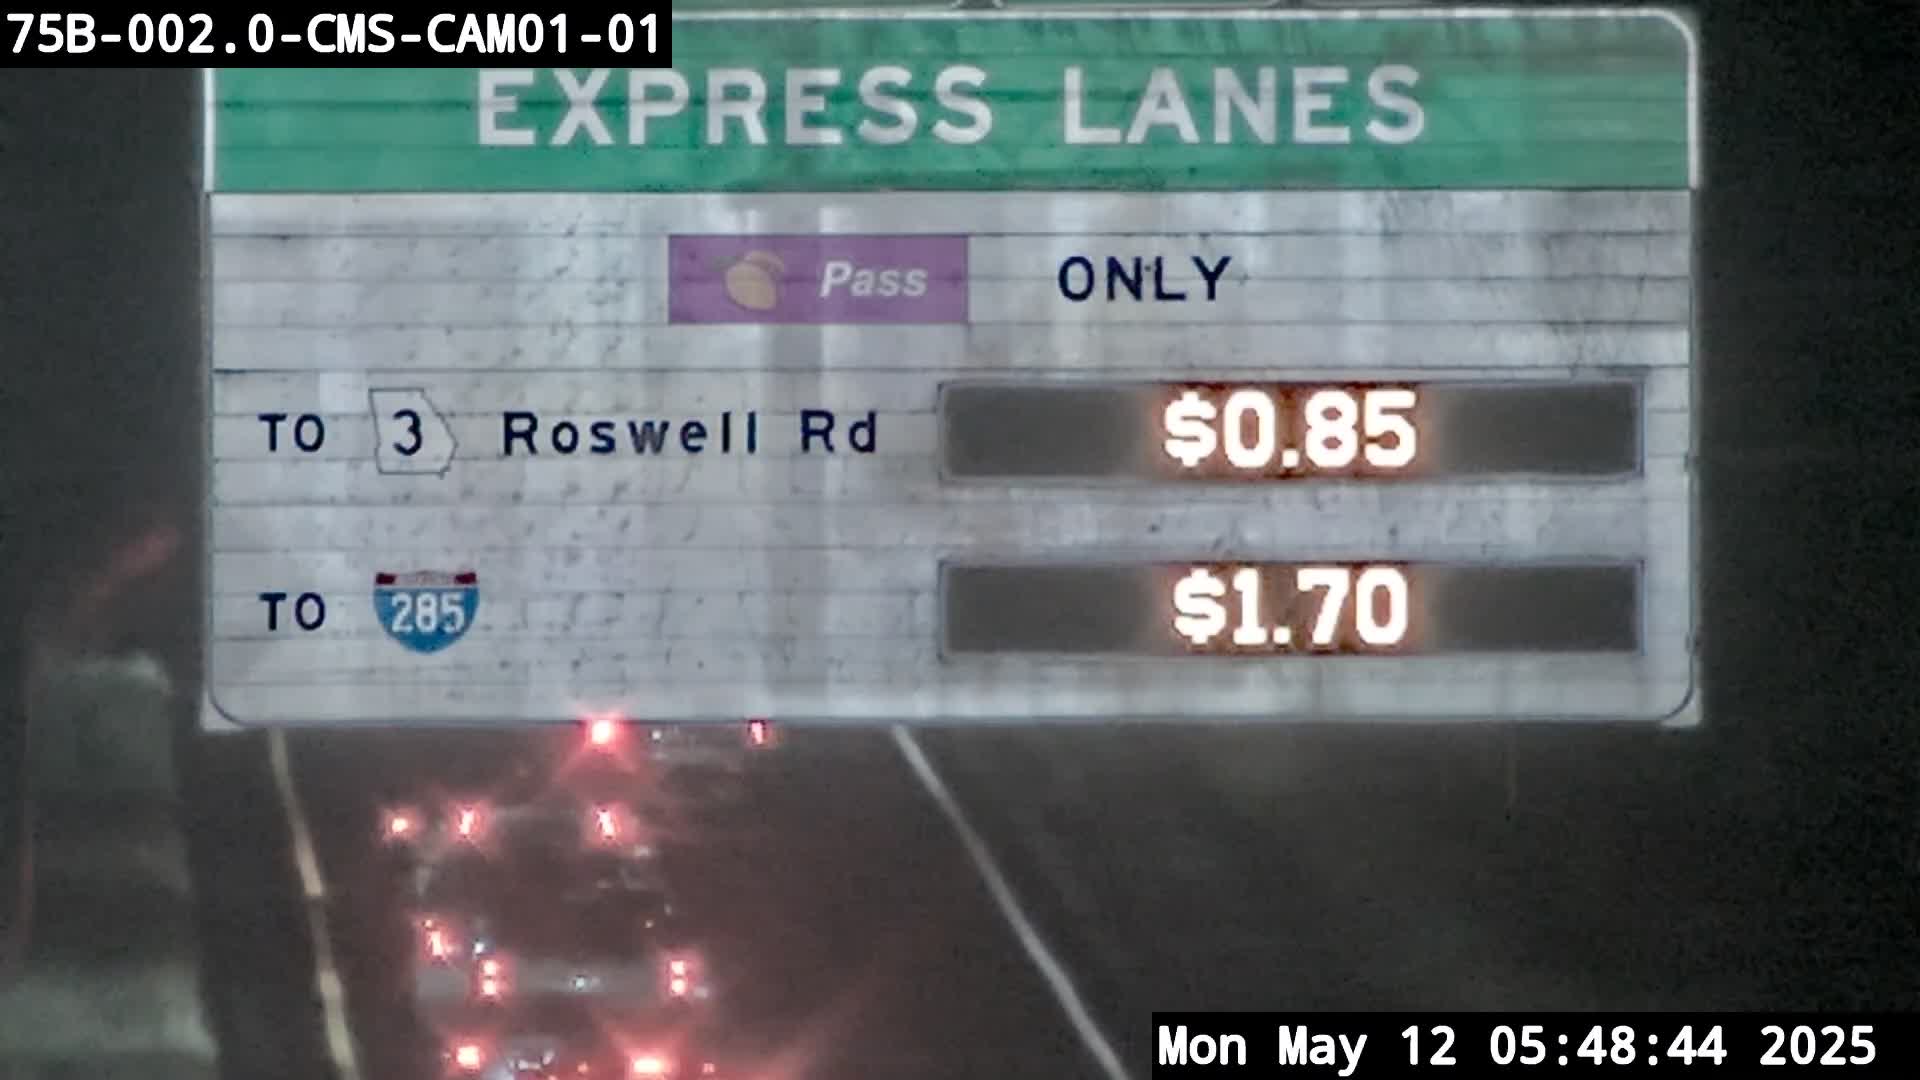 75B-002.0-CMS-CAM01-01
EXPRESS LANES
Pass ONLY
TO 3 Roswell Rd $0.85
TO 285 $1.70
Mon May 12 05:48:44 2025